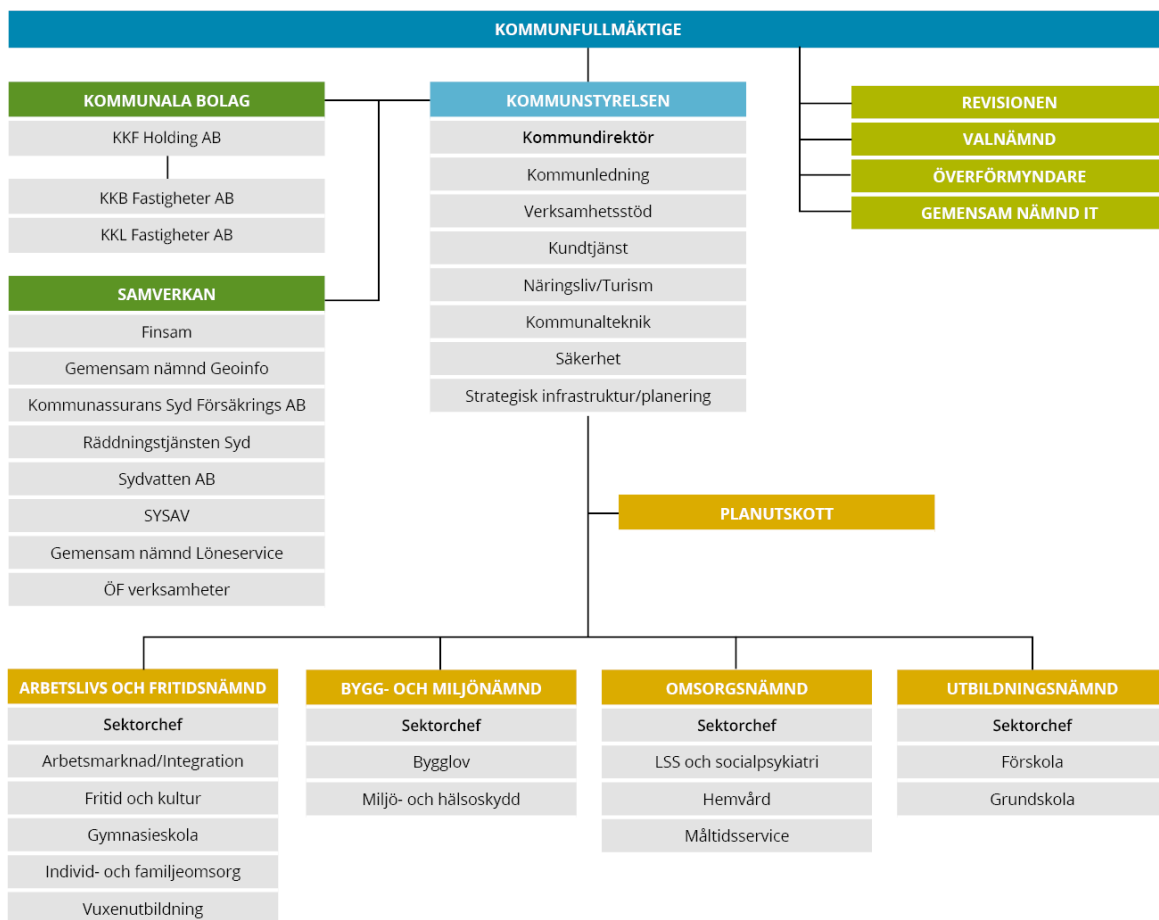 KOMMUNFULLMÄKTIGE
KOMMUNALA BOLAG
KKF Holding AB
KKB Fastigheter AB
KKL Fastigheter AB
SAMVERKAN
Finsam
Gemensam nämnd Geoinfo
Kommunassurans Syd Försäkrings AB
Räddningstjänsten Syd
Sydvatten AB
SYSAV
Gemensam nämnd Löneservice
ÖF verksamheter
KOMMUNSTYRELSEN
Kommundirektör
Kommunledning
Verksamhetsstöd
Kundtjänst
Näringsliv/Turism
Kommunalteknik
Säkerhet
Strategisk infrastruktur/planering
REVISIONEN
VALNÄMND
ÖVERFÖRMYNDARE
GEMENSAM NÄMND IT
PLANUTSKOTT
ARBETSLIVS OCH FRITIDSNÄMND
Sektorchef
Arbetsmarknad/Integration
Fritid och kultur
Gymnasieskola
Individ- och familjeomsorg
Vuxenutbildning
BYGG- OCH MILJÖNÄMND
Sektorchef
Bygglov
Miljö- och hälsoskydd
OMSORGSNÄMND
Sektorchef
LSS och socialpsykiatri
Hemvård
Måltidsservice
UTBILDNINGSNÄMND
Sektorchef
Förskola
Grundskola